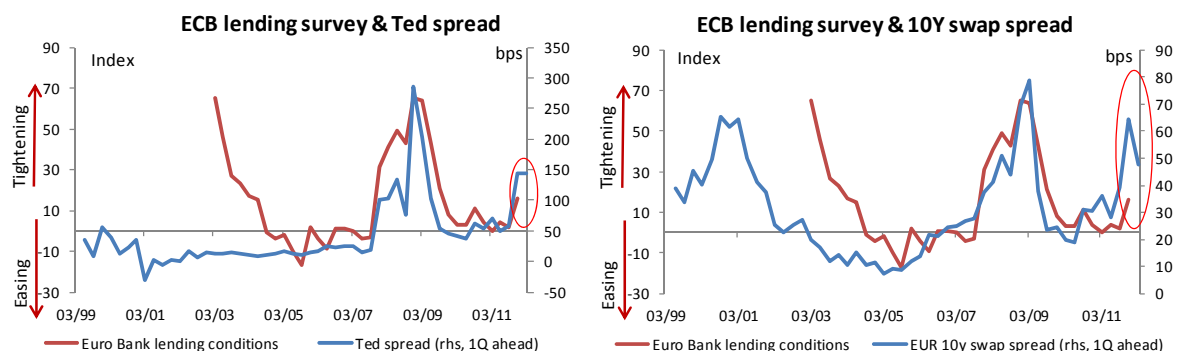 ECB lending survey & Ted spread
Index
bps
Tightening
Easing
90
70
50
30
10
-10
-30
350
300
250
200
150
100
50
0
-50
03/99 03/01 03/03 03/05 03/07 03/09 03/11
Euro Bank lending conditions Ted spread (rhs, 1Q ahead)
ECB lending survey & 10Y swap spread
Index
bps
Tightening
Easing
90
70
50
30
10
-10
-30
90
80
70
60
50
40
30
20
10
0
03/99 03/01 03/03 03/05 03/07 03/09 03/11
Euro Bank lending conditions EUR 10y swap spread (rhs, 1Q ahead)